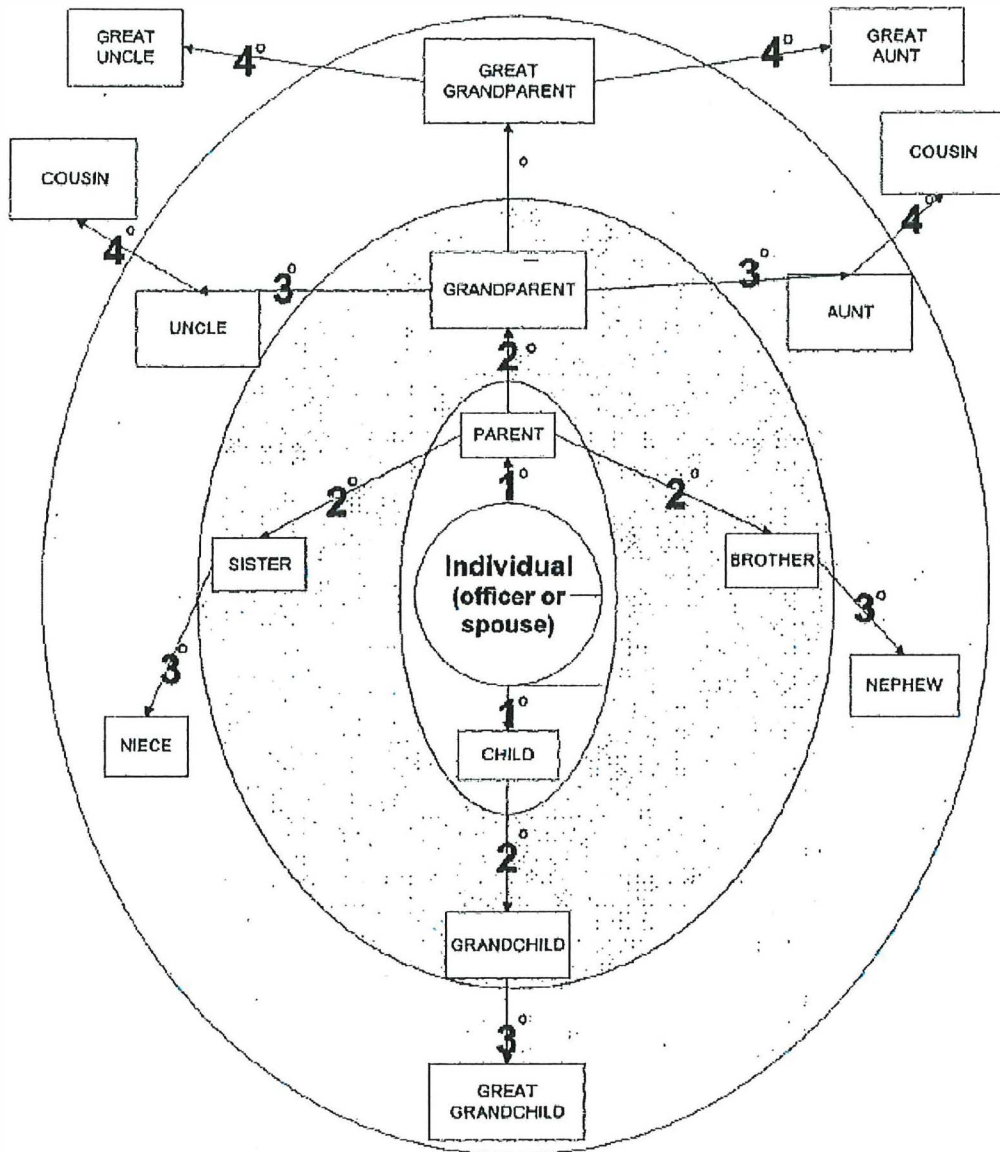 GREAT
UNCLE
4°
GREAT
GRANDPARENT
4°
GREAT
AUNT
COUSIN
°
COUSIN
4°
4°
UNCLE
3°
GRANDPARENT
3°
AUNT
2°
PARENT
2°
1°
2°
SISTER
Individual
(officer or
spouse)
BROTHER
3°
3°
NIECE
1°
NEPHEW
CHILD
2°
GRANDCHILD
3°
GREAT
GRANDCHILD